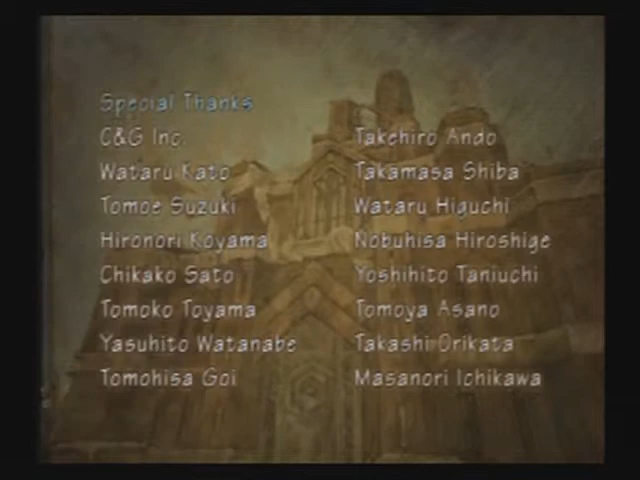 Special Thanks
C&G Inc.
Wataru Kato
Tomoe Suzuki
Hironori Koyama
Chikako Sato
Tomoko Toyama
Yasuhito Watanabe
Tomohisa Goi
Takehiro Ando
Takamasa Shiba
Wataru Higuchi
Nobuhisa Hiroshige
Yoshihito Taniuchi
Tomoya Asano
Takashi Orikata
Masanori Ichikawa